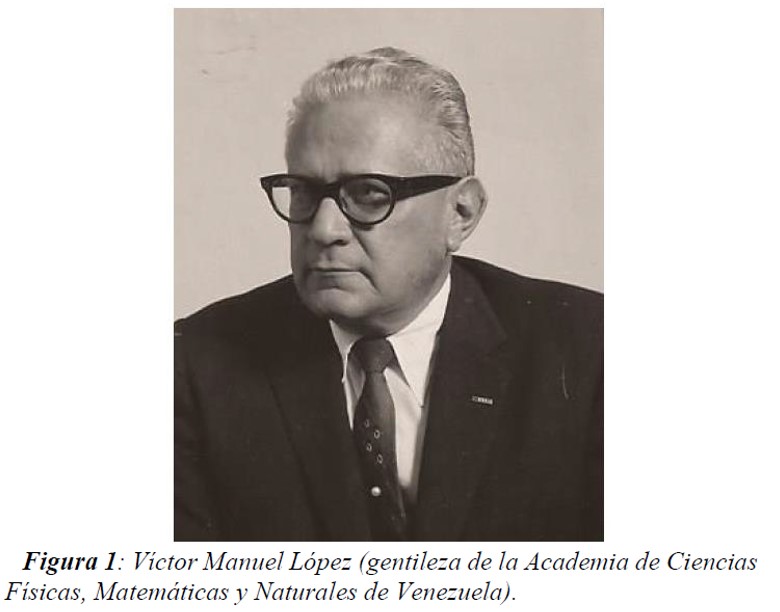 Figura 1: Víctor Manuel López (gentileza de la Academia de Ciencias
Físicas, Matemáticas y Naturales de Venezuela).